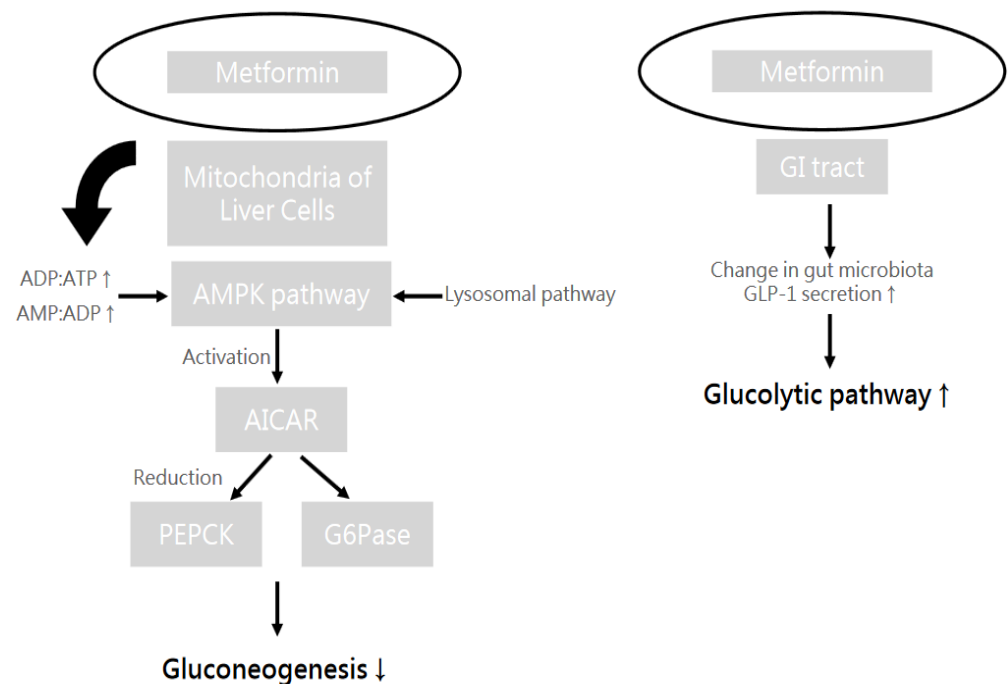 Metformin
Mitochondria of
Liver Cells
ADP:ATP ↑
AMP:ADP ↑
AMPK pathway
Lysosomal pathway
Activation
AICAR
Reduction
PEPCK
G6Pase
Gluconeogenesis ↓
Metformin
GI tract
Change in gut microbiota
GLP-1 secretion ↑
Glucolytic pathway ↑